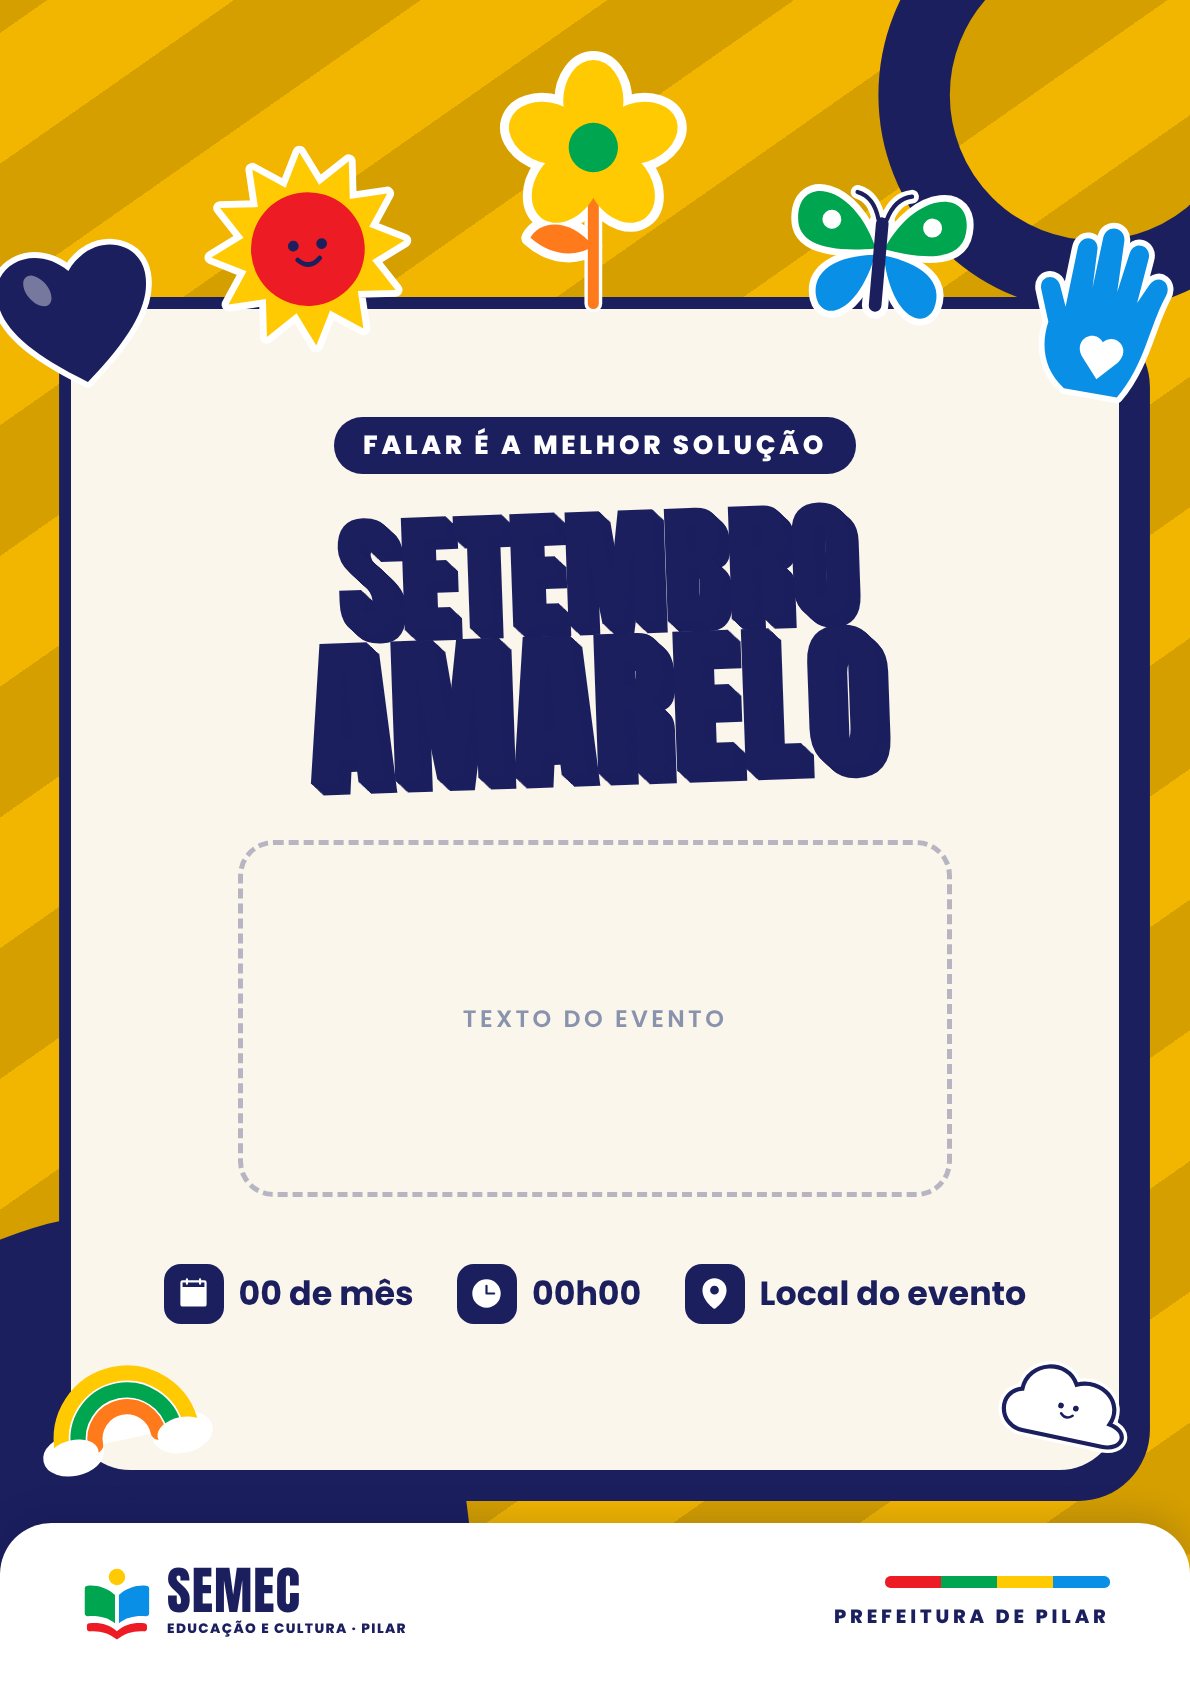 FALAR É A MELHOR SOLUÇÃO
SETEMBRO
AMARELO
TEXTO DO EVENTO
00 de mês
00h00
Local do evento
SEMEC
EDUCAÇÃO E CULTURA · PILAR
PREFEITURA DE PILAR